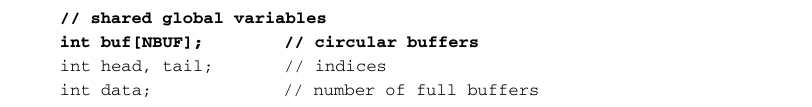 // shared global variables
int buf[NBUF]; // circular buffers
int head, tail; // indices
int data; // number of full buffers